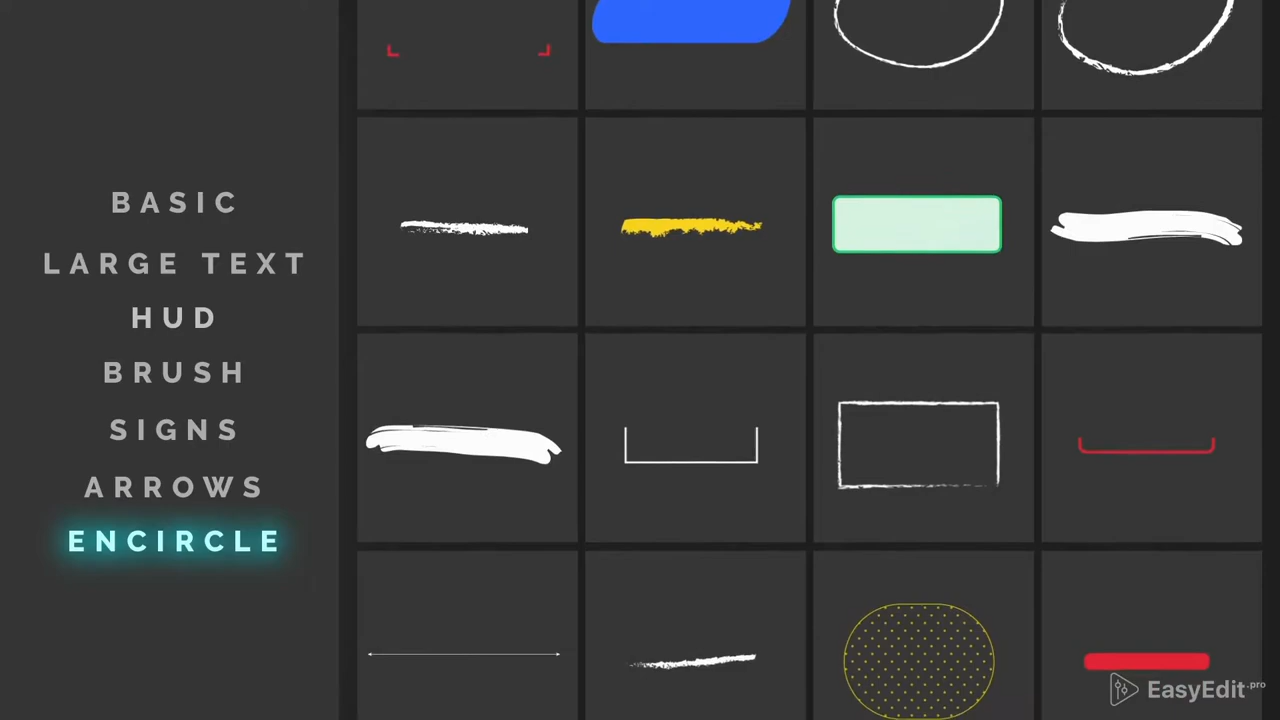 BASIC
LARGE TEXT
HUD
BRUSH
SIGNS
ARROWS
ENCIRCLE
EasyEdit.pro